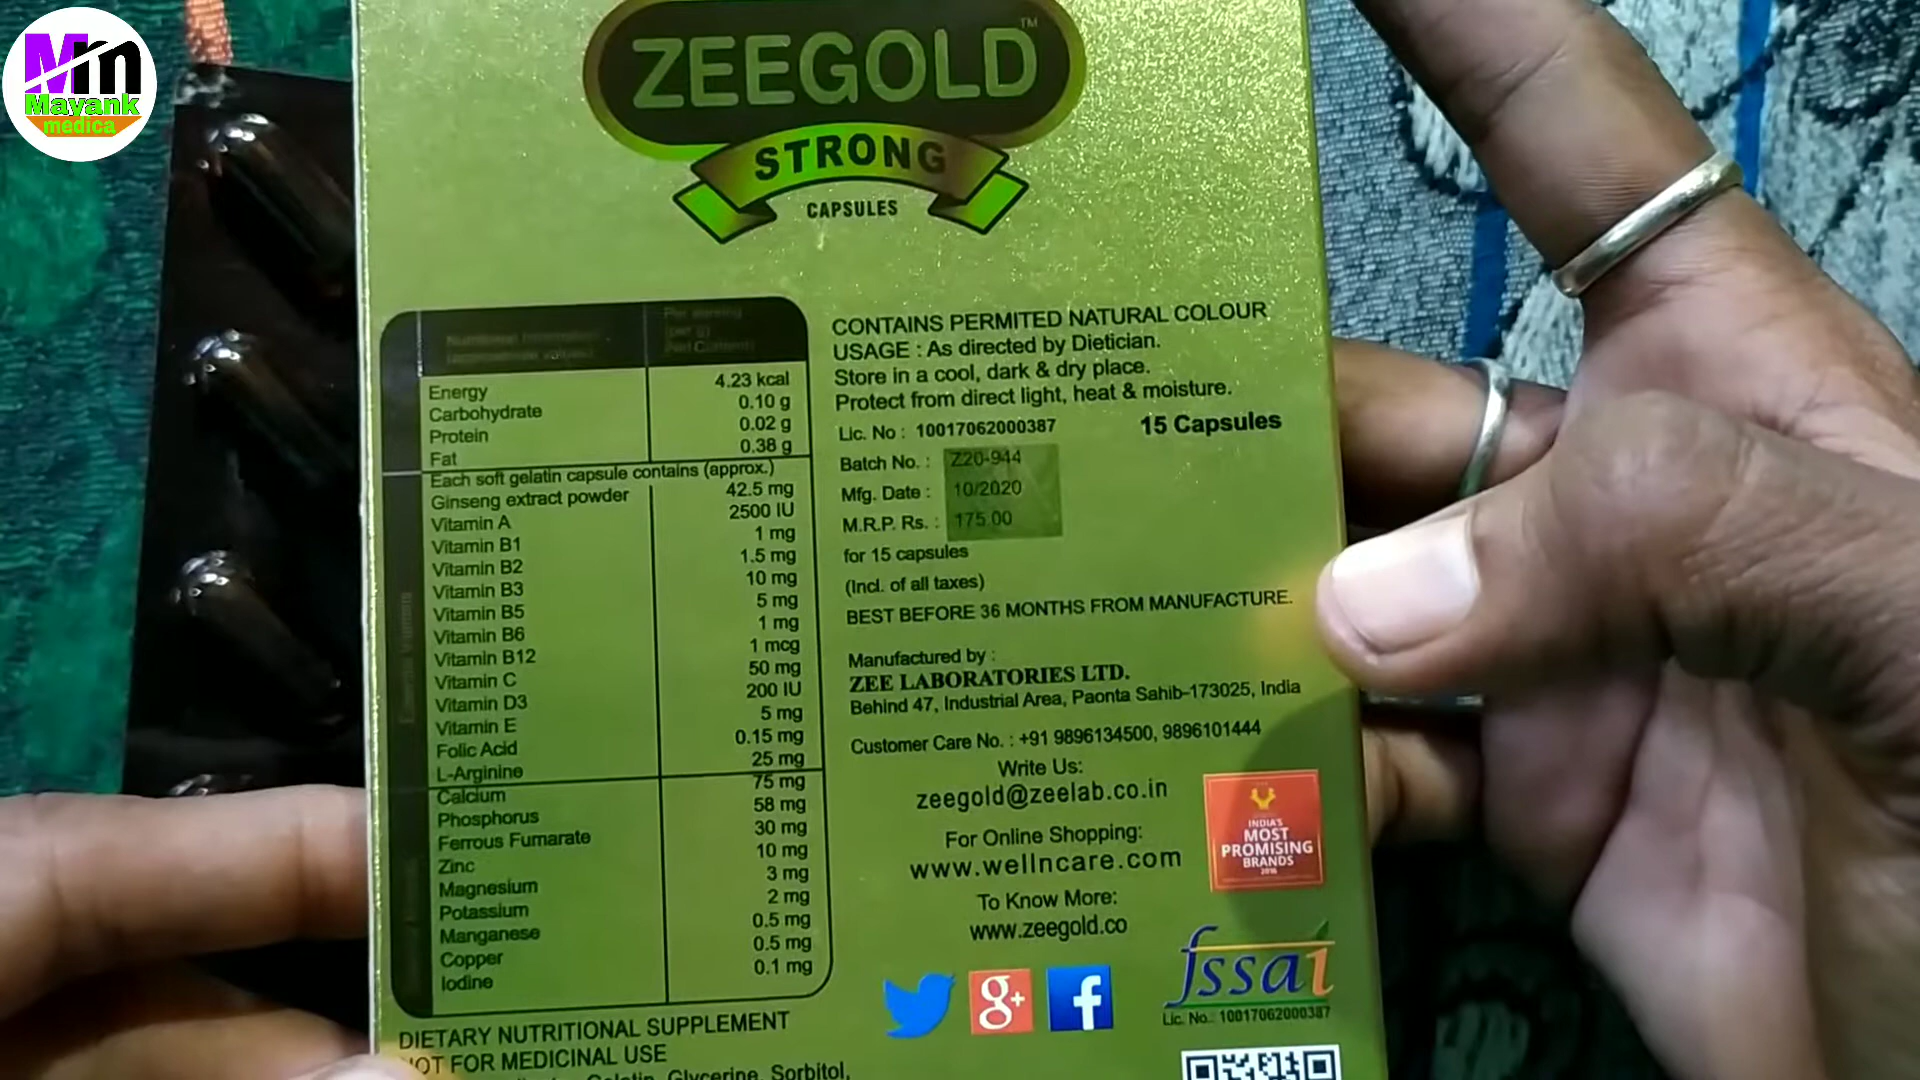 Mm
Mayank
medica
ZEEGOLD™
STRONG
CAPSULES
Per serving
Energy 4.23 kcal
Carbohydrate 0.10 g
Protein 0.02 g
Fat 0.38 g
Each soft gelatin capsule contains (approx.)
Ginseng extract powder 42.5 mg
Vitamin A 2500 IU
Vitamin B1 1 mg
Vitamin B2 1.5 mg
Vitamin B3 10 mg
Vitamin B5 5 mg
Vitamin B6 1 mg
Vitamin B12 1 mcg
Vitamin C 50 mg
Vitamin D3 200 IU
Vitamin E 5 mg
Folic Acid 0.15 mg
L-Arginine 25 mg
Calcium 75 mg
Phosphorus 58 mg
Ferrous Fumarate 30 mg
Zinc 10 mg
Magnesium 3 mg
Potassium 2 mg
Manganese 0.5 mg
Copper 0.5 mg
Iodine 0.1 mg
DIETARY NUTRITIONAL SUPPLEMENT
NOT FOR MEDICINAL USE
Gelatin, Glycerine, Sorbitol,
CONTAINS PERMITED NATURAL COLOUR
USAGE : As directed by Dietician.
Store in a cool, dark & dry place.
Protect from direct light, heat & moisture.
Lic. No : 10017062000387
15 Capsules
Batch No. : Z20-944
Mfg. Date : 10/2020
M.R.P. Rs. : 175.00
for 15 capsules
(Incl. of all taxes)
BEST BEFORE 36 MONTHS FROM MANUFACTURE.
Manufactured by :
ZEE LABORATORIES LTD.
Behind 47, Industrial Area, Paonta Sahib-173025, India
Customer Care No. : +91 9896134500, 9896101444
Write Us:
zeegold@zeelab.co.in
For Online Shopping:
www.wellncare.com
To Know More:
www.zeegold.co
INDIA'S
MOST
PROMISING
BRANDS
2016
g+
f
fssai
Lic. No.: 10017062000387